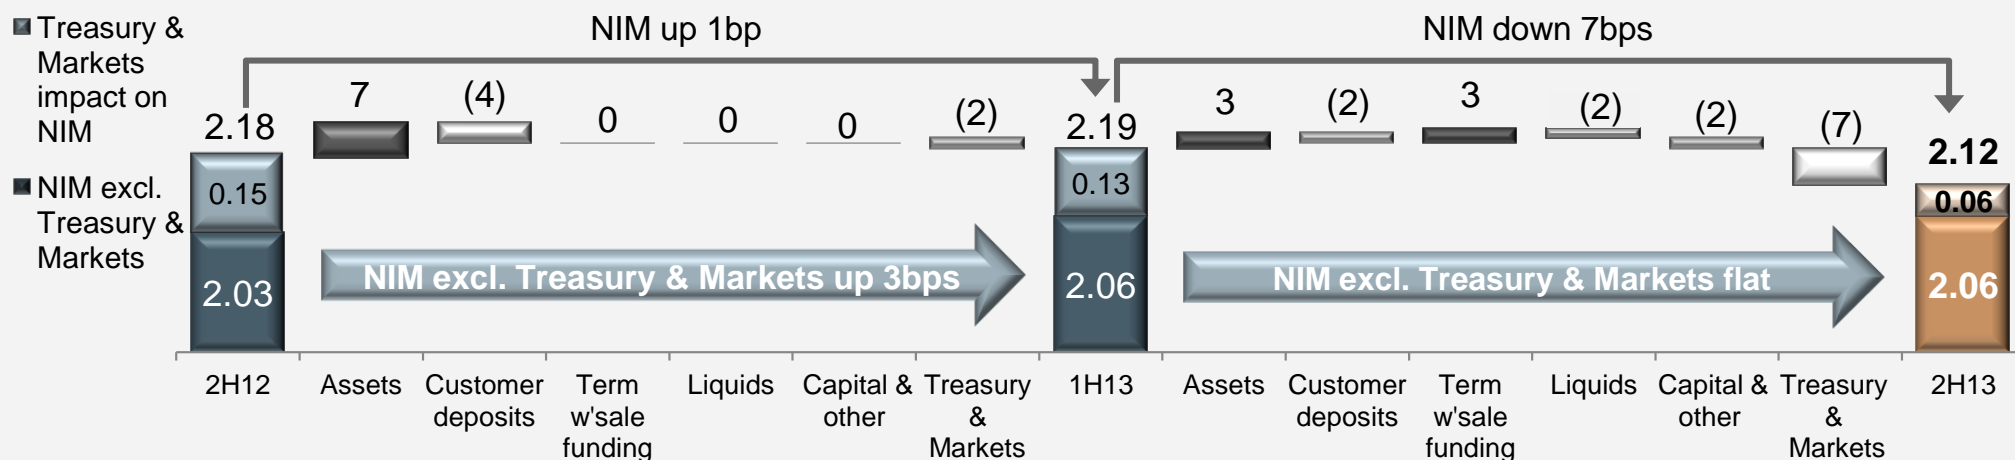 Treasury &
Markets
impact on
NIM
NIM excl.
Treasury &
Markets
NIM up 1bp
NIM down 7bps
2.18
7
(4)
0
0
0
(2)
2.19
3
(2)
3
(2)
(2)
(7)
2.12
0.15
0.13
0.06
2.03
NIM excl. Treasury & Markets up 3bps
2.06
NIM excl. Treasury & Markets flat
2.06
2H12
Assets
Customer
deposits
Term
w'sale
funding
Liquids
Capital &
other
Treasury
&
Markets
1H13
Assets
Customer
deposits
Term
w'sale
funding
Liquids
Capital &
other
Treasury
&
Markets
2H13